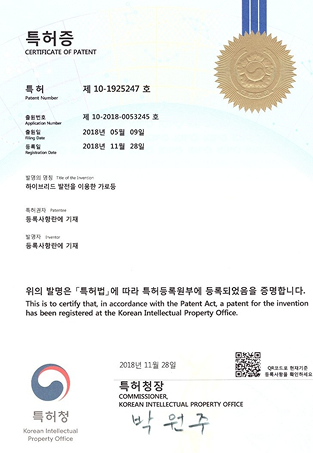 특허증
CERTIFICATE OF PATENT
특 허 제 10-1925247 호
Patent Number
출원번호 제 10-2018-0053245 호
Application Number
출원일 2018년 05월 09일
Filing Date
등록일 2018년 11월 28일
Registration Date
발명의 명칭 Title of the Invention
하이브리드 발전을 이용한 가로등
특허권자 Patentee
등록사항란에 기재
발명자 Inventor
등록사항란에 기재
위의 발명은 「특허법」에 따라 특허등록원부에 등록되었음을 증명합니다.
This is to certify that, in accordance with the Patent Act, a patent for the invention
has been registered at the Korean Intellectual Property Office.
2018년 11월 28일
QR코드로 현재기준
등록사항을 확인하세요
특허청장
COMMISSIONER,
KOREAN INTELLECTUAL PROPERTY OFFICE
박원주
특허청
Korean Intellectual
Property Office